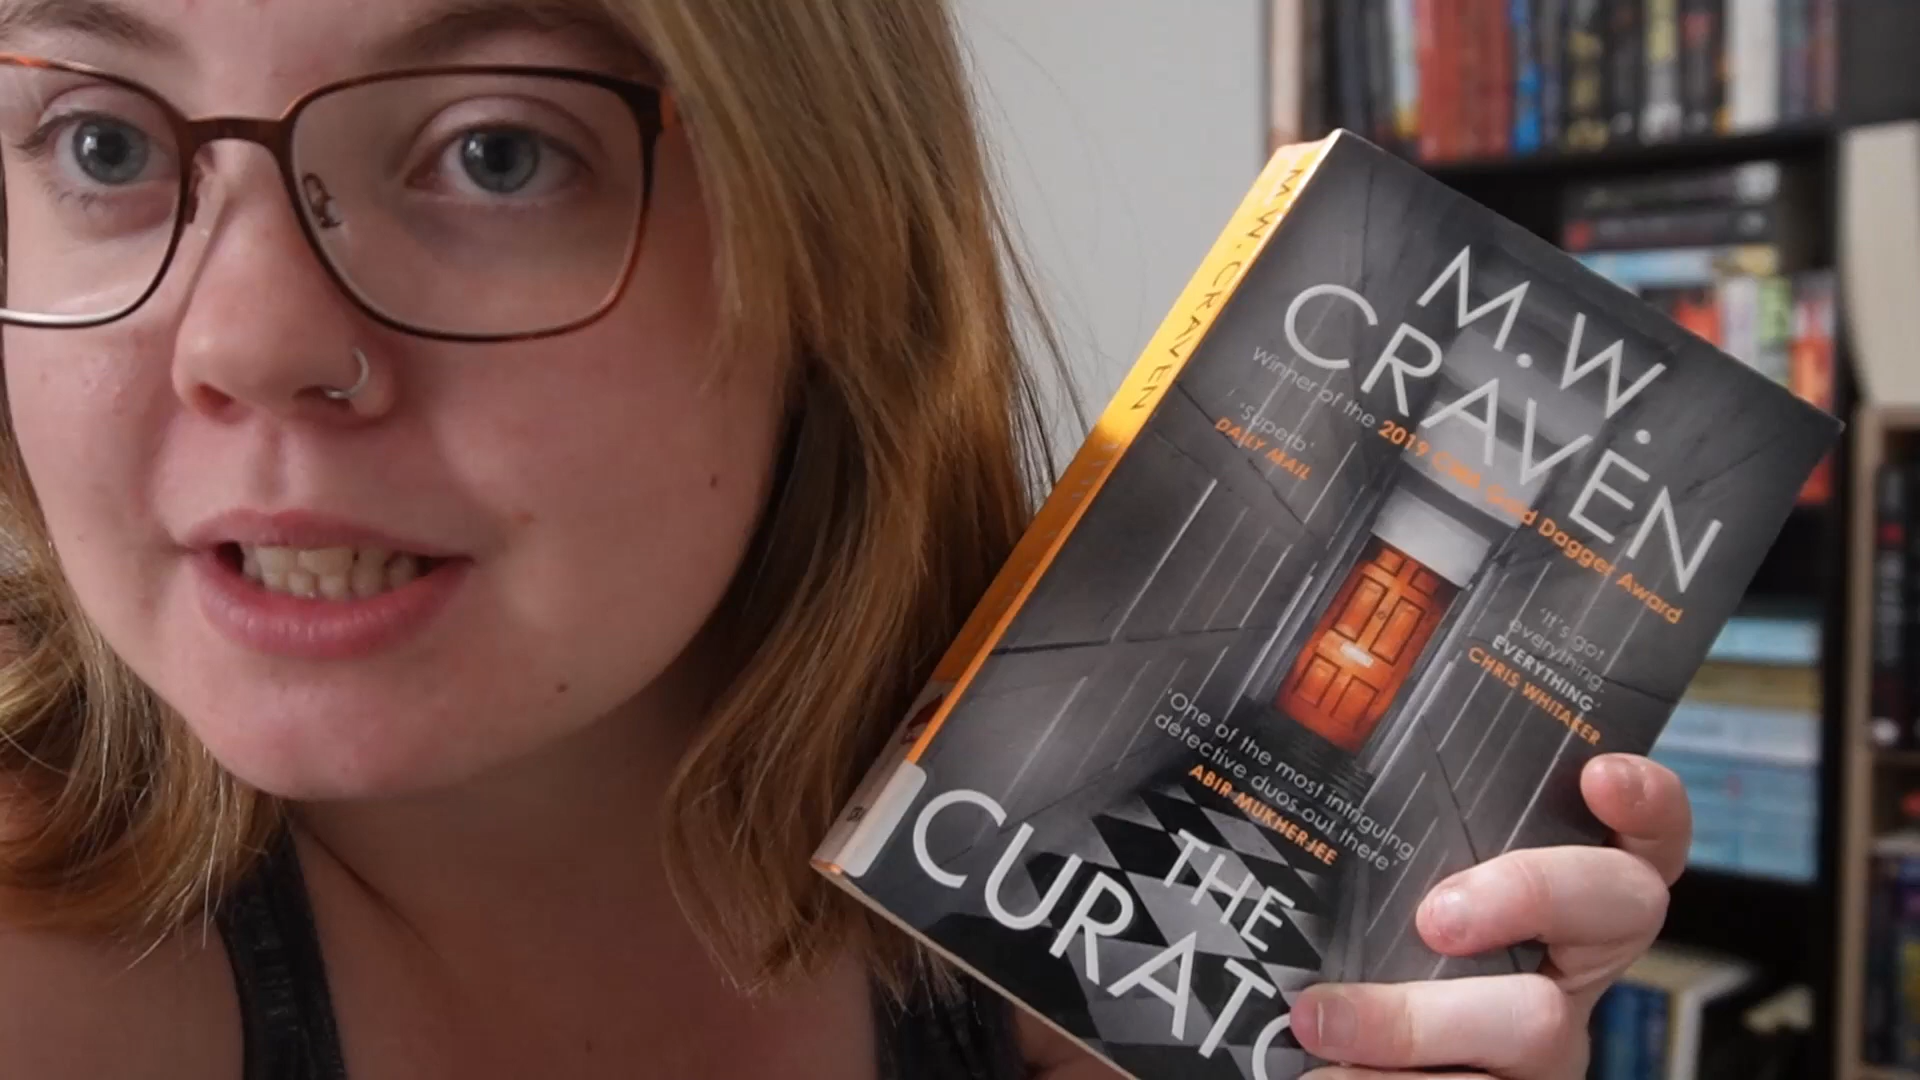 M. W. CRAVEN
M.W.
CRAVEN
Winner of the 2019 CWA Gold Dagger Award
'Superb'
DAILY MAIL
'It's got
everything.
EVERYTHING.'
CHRIS WHITAKER
'One of the most intriguing
detective duos out there'
ABIR MUKHERJEE
THE
CURATO